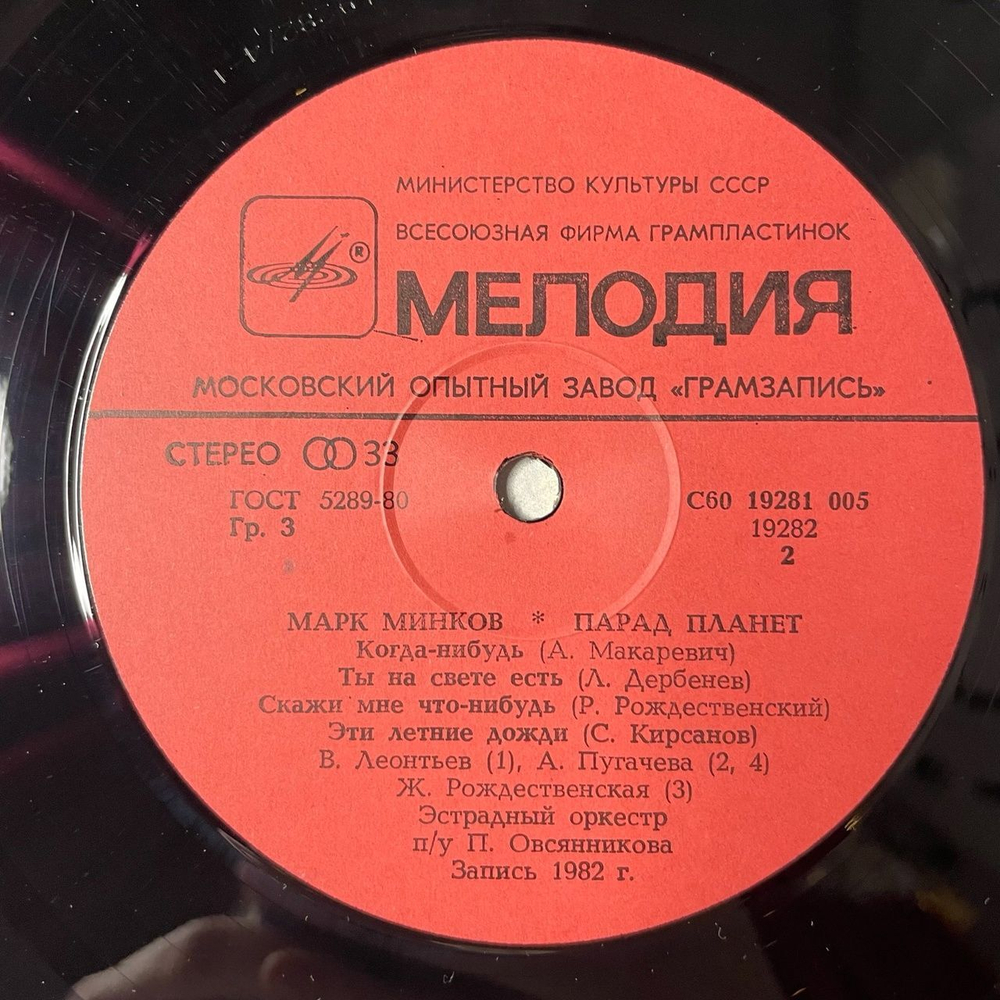 МИНИСТЕРСТВО КУЛЬТУРЫ СССР
ВСЕСОЮЗНАЯ ФИРМА ГРАМПЛАСТИНОК
®
МЕЛОДИЯ
МОСКОВСКИЙ ОПЫТНЫЙ ЗАВОД «ГРАМЗАПИСЬ»
СТЕРЕО 33
ГОСТ 5289-80
Гр. 3
С60 19281 005
19282
2
МАРК МИНКОВ * ПАРАД ПЛАНЕТ
Когда-нибудь (А. Макаревич)
Ты на свете есть (Л. Дербенев)
Скажи мне что-нибудь (Р. Рождественский)
Эти летние дожди (С. Кирсанов)
В. Леонтьев (1), А. Пугачева (2, 4)
Ж. Рождественская (3)
Эстрадный оркестр
п/у П. Овсянникова
Запись 1982 г.